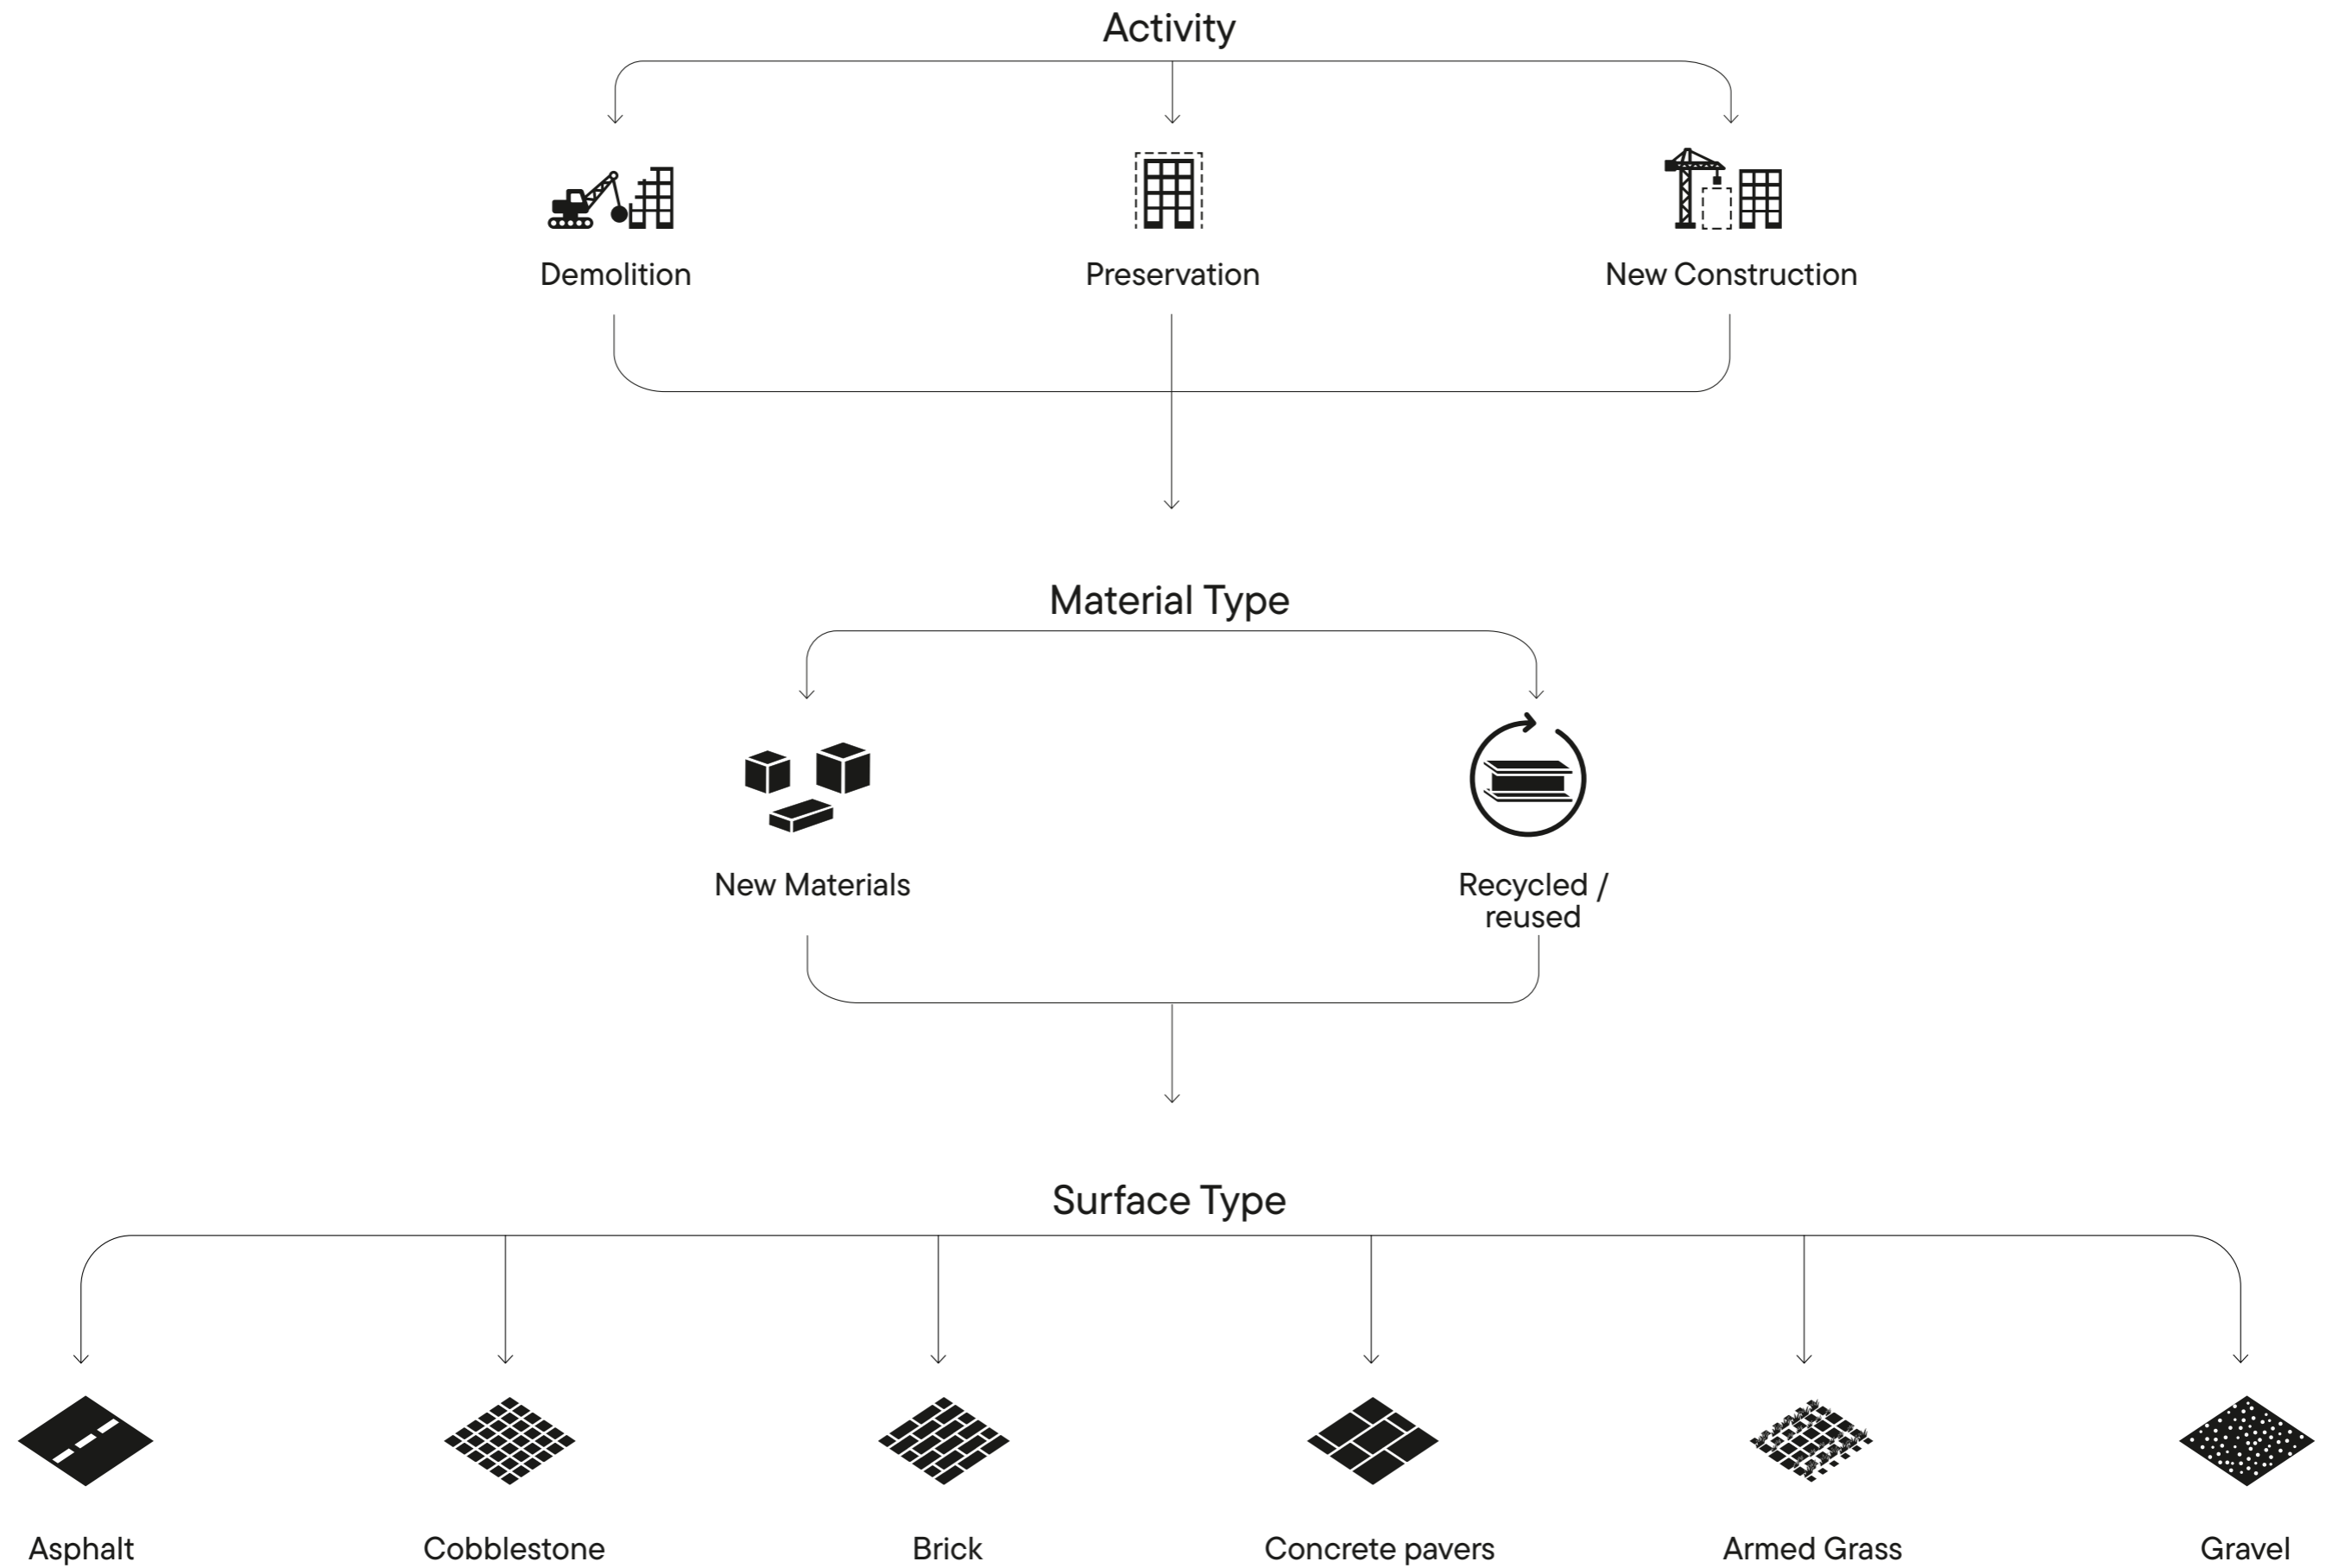 Activity
Demolition
Preservation
New Construction
Material Type
New Materials
Recycled /
reused
Surface Type
Asphalt
Cobblestone
Brick
Concrete pavers
Armed Grass
Gravel